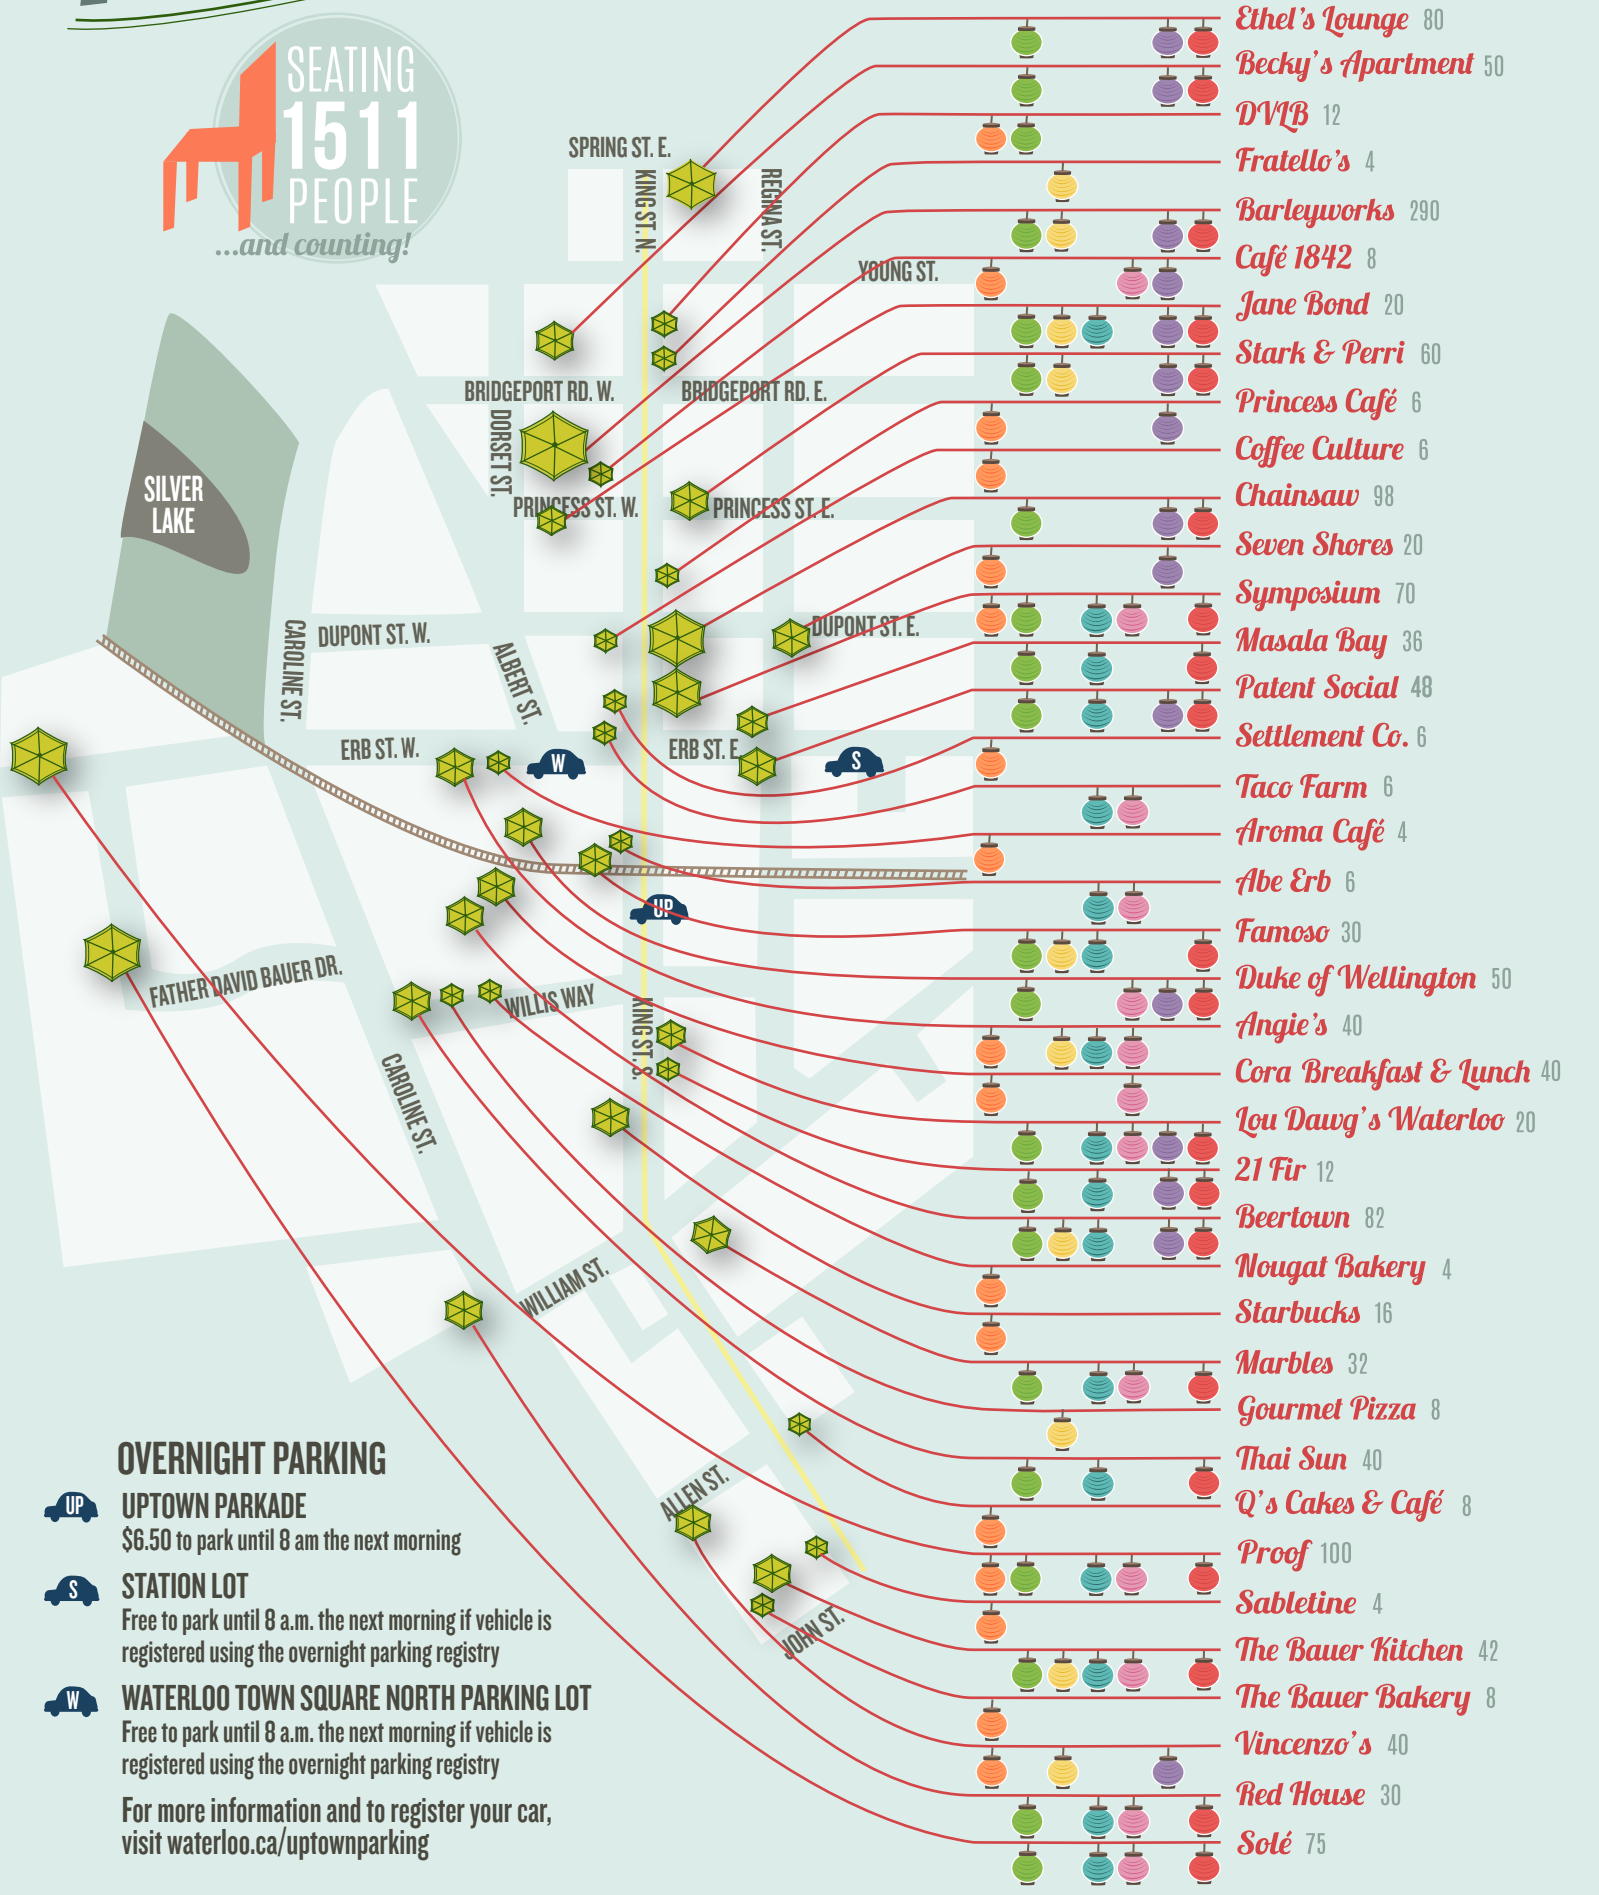 SEATING
1511
PEOPLE
...and counting!
SPRING ST. E.
KING ST. N.
REGINA ST.
YOUNG ST.
BRIDGEPORT RD. W.
BRIDGEPORT RD. E.
DORSET ST.
PRINCESS ST. W.
PRINCESS ST. E.
SILVER
LAKE
CAROLINE ST.
DUPONT ST. W.
DUPONT ST. E.
ALBERT ST.
ERB ST. W.
W
ERB ST. E.
S
UP
FATHER DAVID BAUER DR.
WILLIS WAY
KING ST. S.
CAROLINE ST.
WILLIAM ST.
ALLEN ST.
JOHN ST.
Ethel's Lounge 80
Becky's Apartment 50
DVLB 12
Fratello's 4
Barleyworks 290
Café 1842 8
Jane Bond 20
Stark & Perri 60
Princess Café 6
Coffee Culture 6
Chainsaw 98
Seven Shores 20
Symposium 70
Masala Bay 36
Patent Social 48
Settlement Co. 6
Taco Farm 6
Aroma Café 4
Abe Erb 6
Famoso 30
Duke of Wellington 50
Angie's 40
Cora Breakfast & Lunch 40
Lou Dawg's Waterloo 20
21 Fir 12
Beertown 82
Nougat Bakery 4
Starbucks 16
Marbles 32
Gourmet Pizza 8
Thai Sun 40
Q's Cakes & Café 8
Proof 100
Sabletine 4
The Bauer Kitchen 42
The Bauer Bakery 8
Vincenzo's 40
Red House 30
Solé 75
OVERNIGHT PARKING
UP
UPTOWN PARKADE
$6.50 to park until 8 am the next morning
S
STATION LOT
Free to park until 8 a.m. the next morning if vehicle is
registered using the overnight parking registry
W
WATERLOO TOWN SQUARE NORTH PARKING LOT
Free to park until 8 a.m. the next morning if vehicle is
registered using the overnight parking registry
For more information and to register your car,
visit waterloo.ca/uptownparking